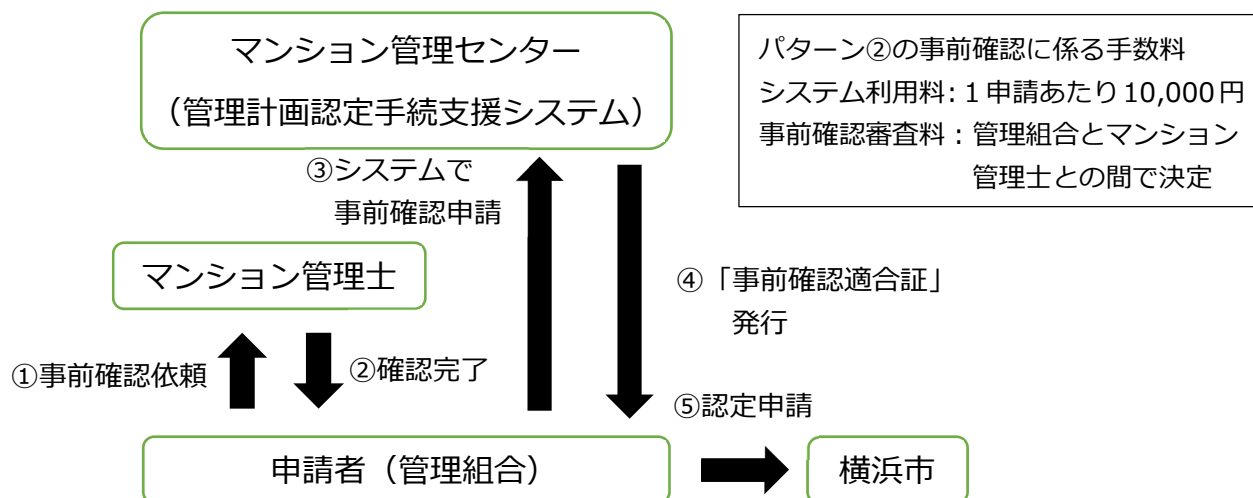 マンション管理センター
（管理計画認定手続支援システム）
パターン②の事前確認に係る手数料
システム利用料：１申請あたり10,000円
事前確認審査料：管理組合とマンション
管理士との間で決定
③システムで
事前確認申請
マンション管理士
④「事前確認適合証」
発行
①事前確認依頼
②確認完了
⑤認定申請
申請者（管理組合）
横浜市